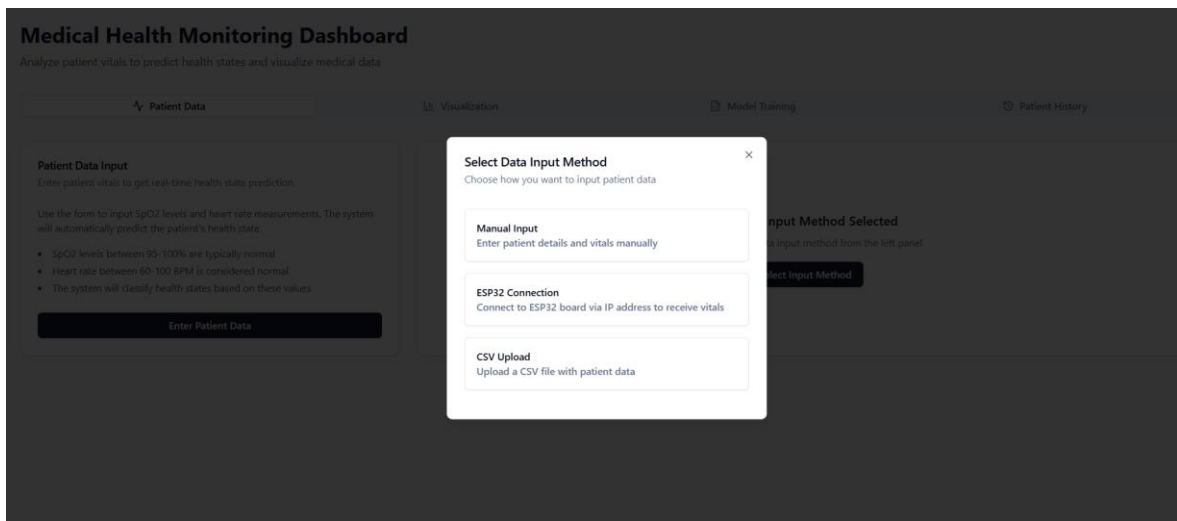 Medical Health Monitoring Dashboard
Analyze patient vitals to predict health states and visualize medical data
Patient Data
Visualization
Model Training
Patient History
Patient Data Input
Enter patient vitals to get real-time health state prediction
Use the form to input SpO2 levels and heart rate measurements. The system
will automatically predict the patient's health state.
SpO2 levels between 95-100% are typically normal
Heart rate between 60-100 BPM is considered normal
The system will classify health states based on these values
Enter Patient Data
Select Data Input Method
Choose how you want to input patient data
Manual Input
Enter patient details and vitals manually
ESP32 Connection
Connect to ESP32 board via IP address to receive vitals
CSV Upload
Upload a CSV file with patient data
Method Selected
input method from the left panel
Input Method